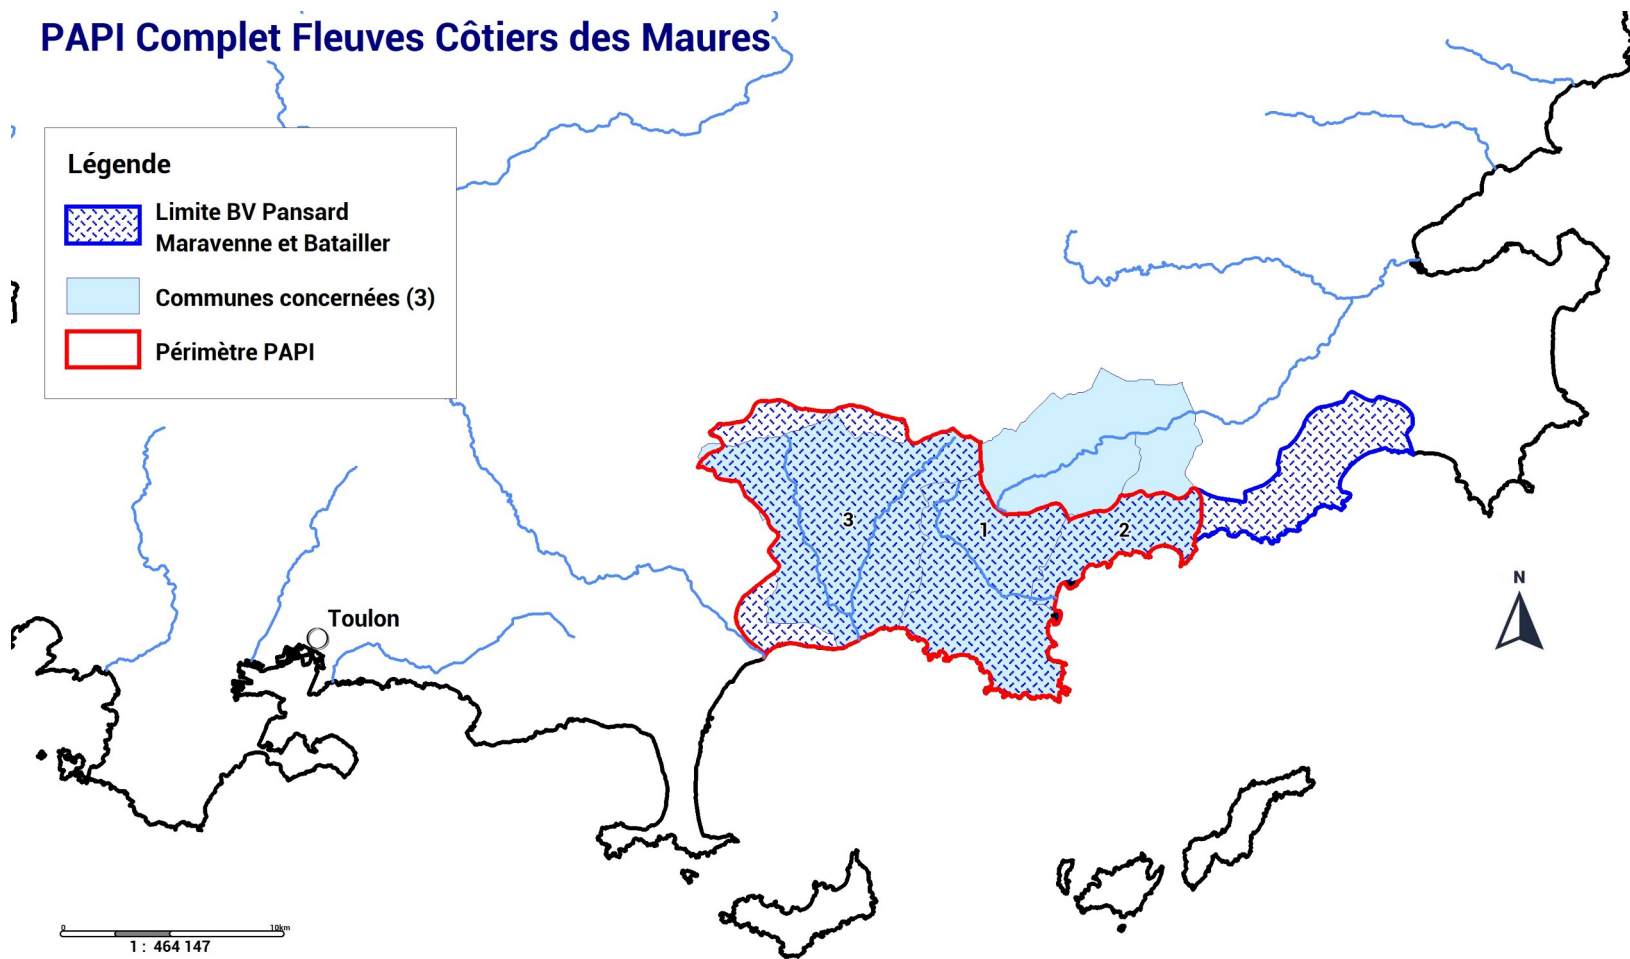 PAPI Complet Fleuves Côtiers des Maures
Légende
Limite BV Pansard
Maravenne et Batailler
Communes concernées (3)
Périmètre PAPI
3
1
2
N
Toulon
0 10km
1 : 464 147